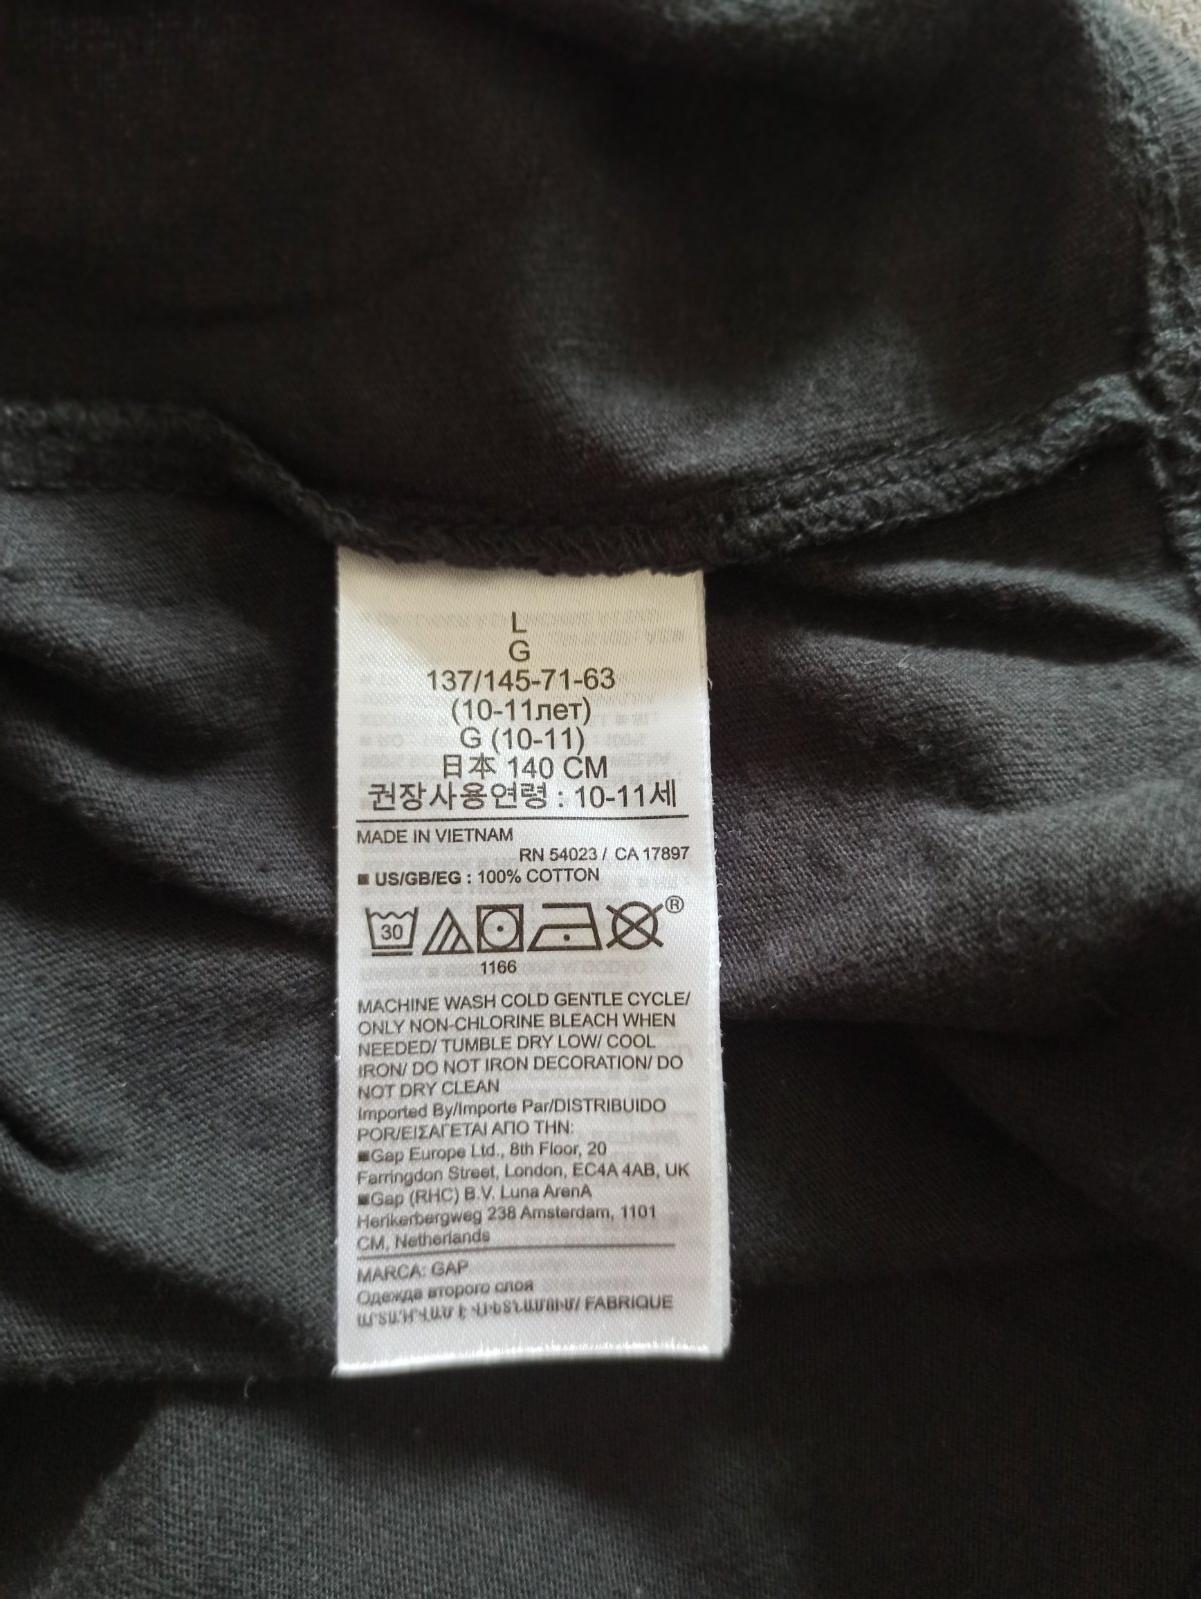 L
G
137/145-71-63
(10-11лет)
G (10-11)
日本 140 CM
권장사용연령 : 10-11세
MADE IN VIETNAM
RN 54023 / CA 17897
■ US/GB/EG : 100% COTTON
30
®
1166
MACHINE WASH COLD GENTLE CYCLE/
ONLY NON-CHLORINE BLEACH WHEN
NEEDED/ TUMBLE DRY LOW/ COOL
IRON/ DO NOT IRON DECORATION/ DO
NOT DRY CLEAN
Imported By/Importe Par/DISTRIBUIDO
POR/ΕΙΣΑΓΕΤΑΙ ΑΠΟ ΤΗΝ:
■Gap Europe Ltd., 8th Floor, 20
Farringdon Street, London, EC4A 4AB, UK
■Gap (RHC) B.V. Luna ArenA
Herikerbergweg 238 Amsterdam, 1101
CM, Netherlands
MARCA: GAP
Одежда второго слоя
/ FABRIQUE